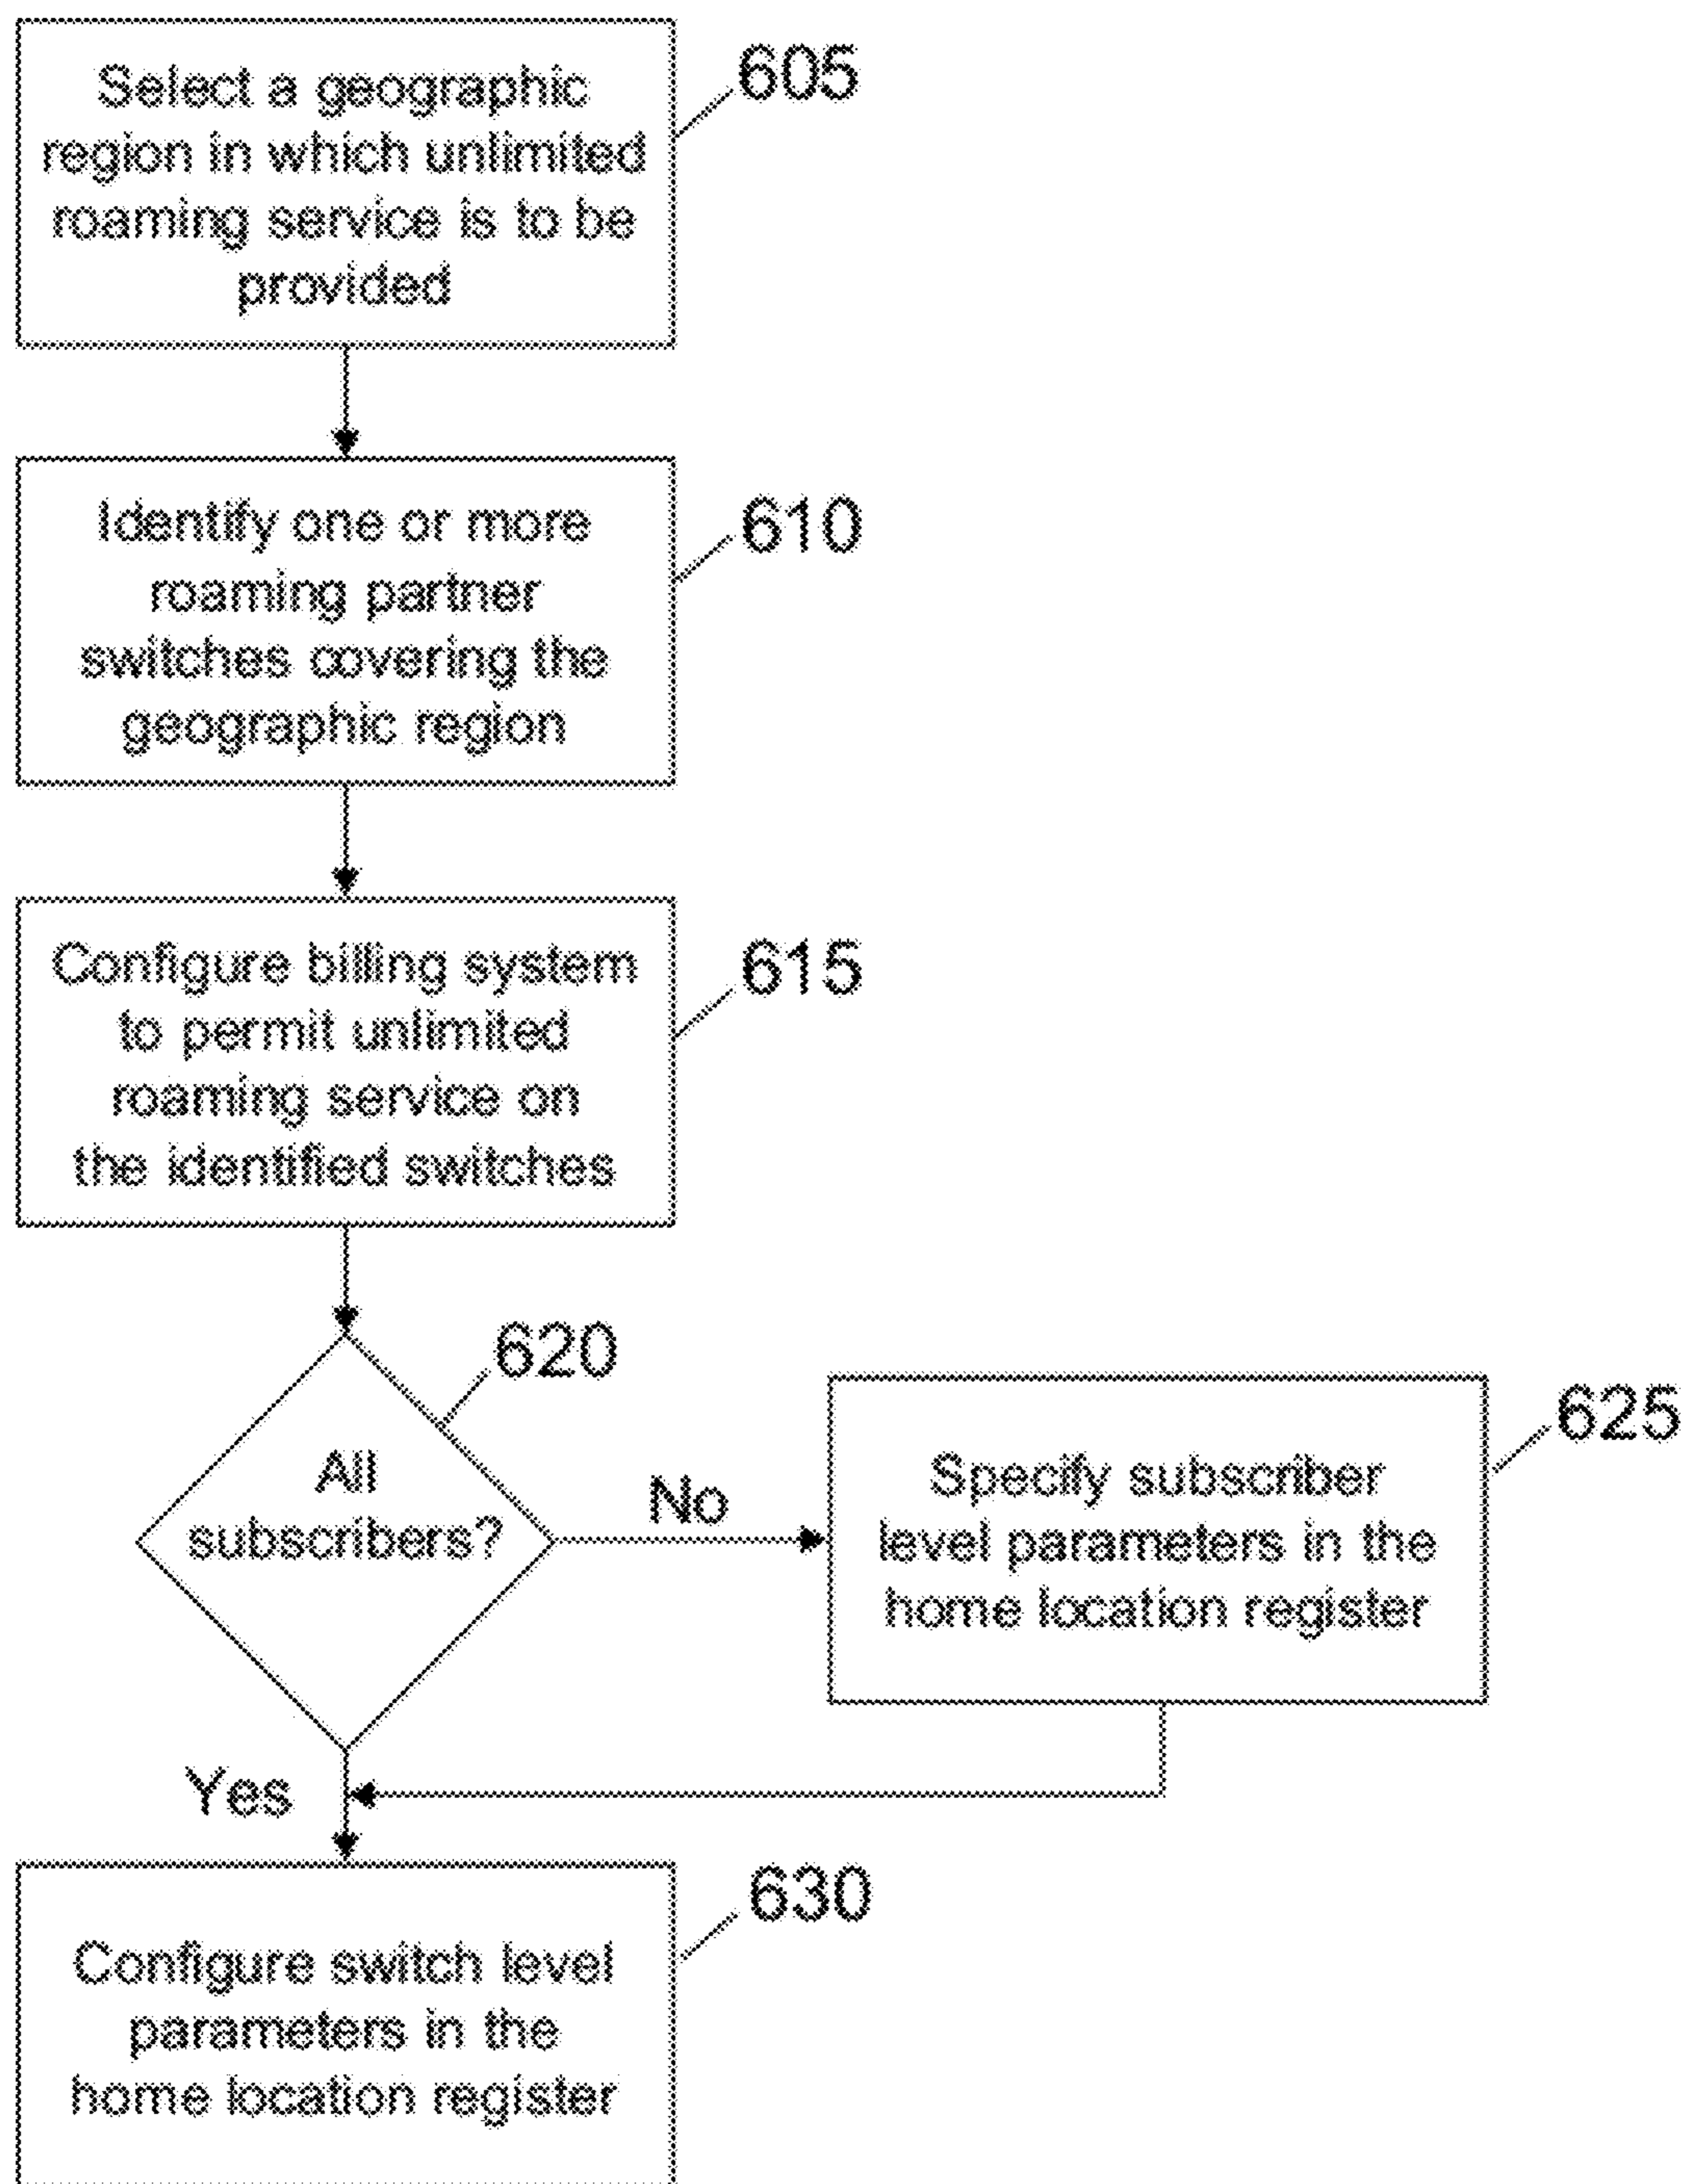 Select a geographic
region in which unlimited
roaming service is to be
provided
605
Identify one or more
roaming partner
switches covering the
geographic region
610
Configure billing system
to permit unlimited
roaming service on
the identified switches
615
620
All
subscribers?
No
Specify subscriber
level parameters in the
home location register
625
Yes
Configure switch level
parameters in the
home location register
630